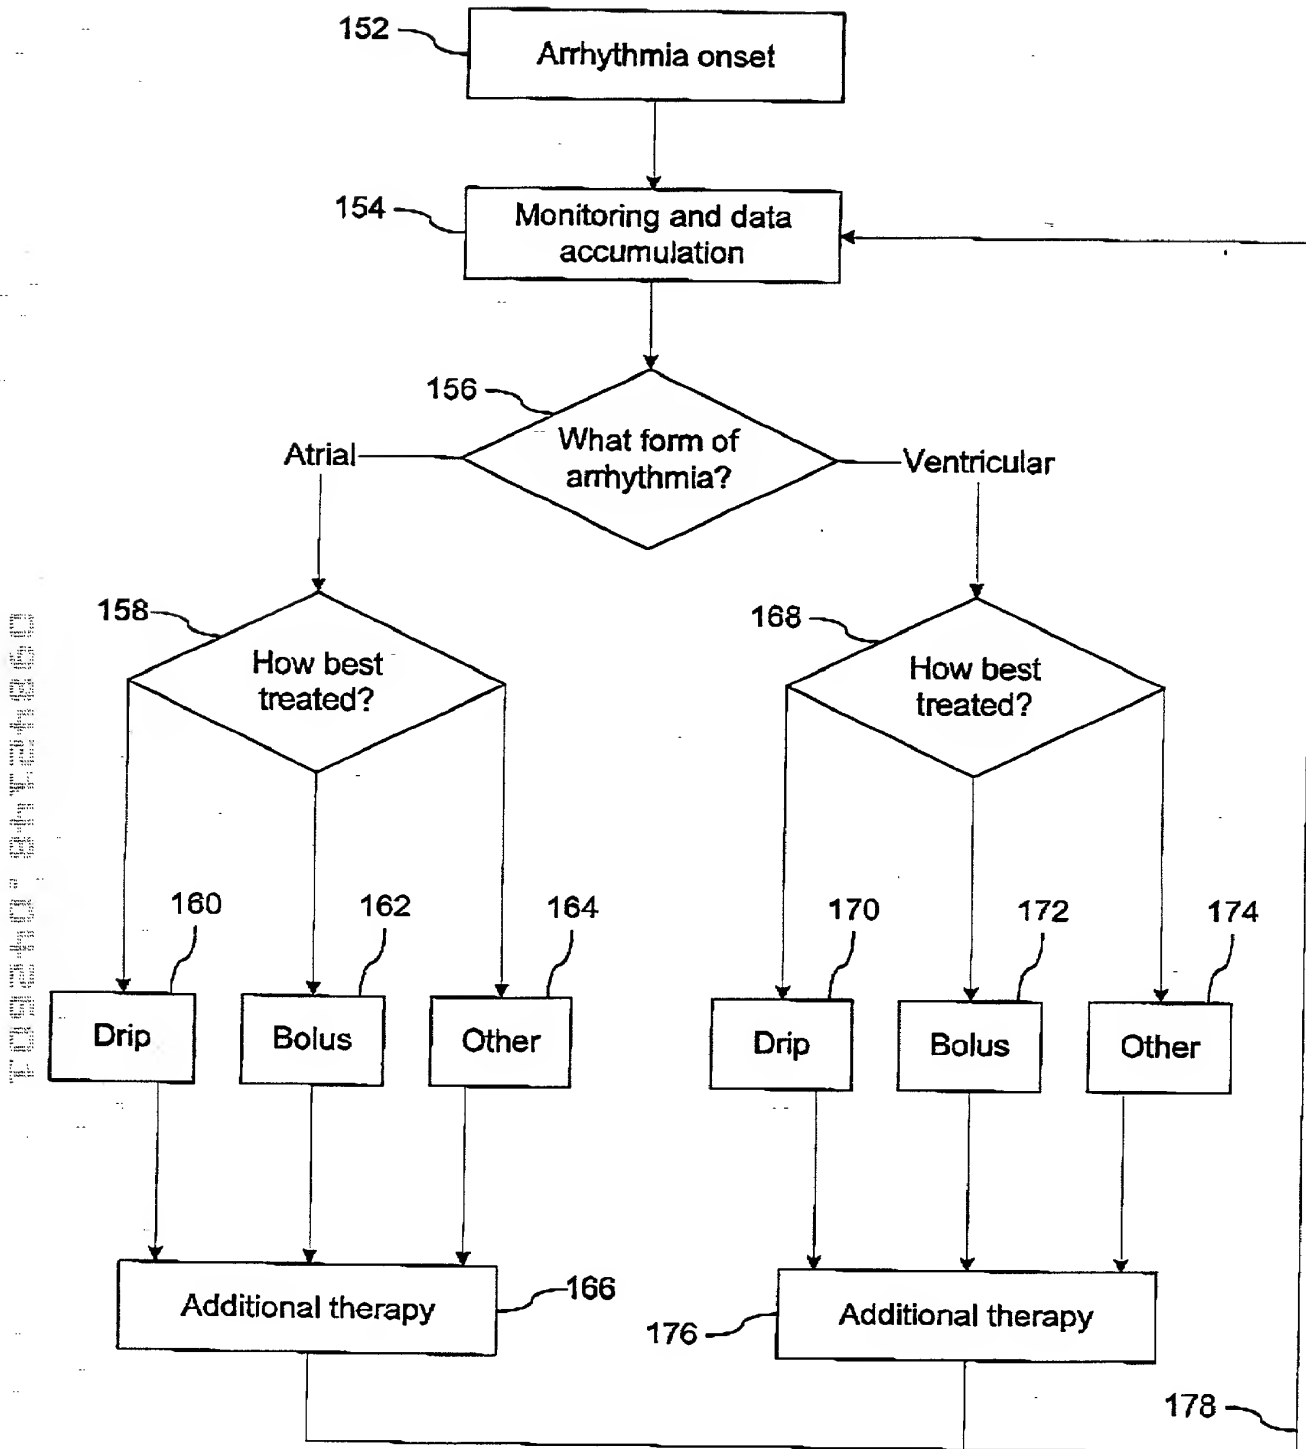 152
Arrhythmia onset
154
Monitoring and data
accumulation
156
What form of
arrhythmia?
Atrial
Ventricular
158
How best
treated?
168
How best
treated?
160
162
164
170
172
174
Drip
Bolus
Other
Drip
Bolus
Other
Additional therapy
166
Additional therapy
176
178